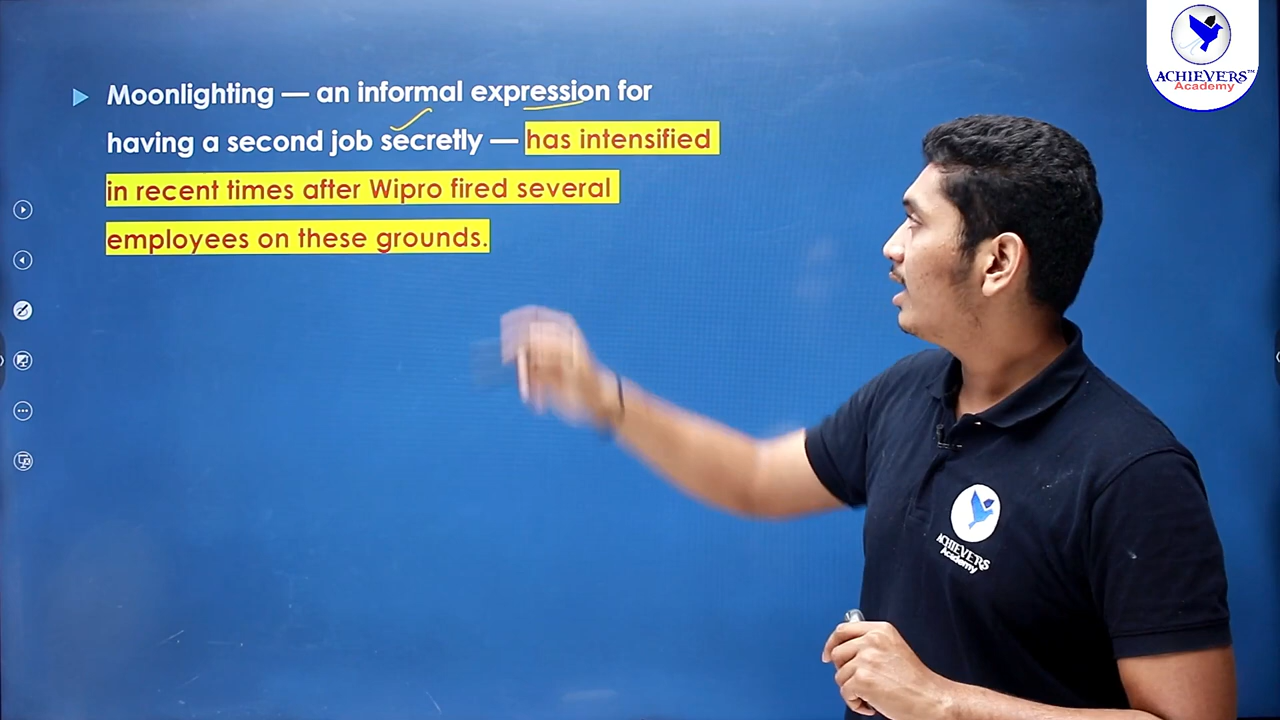 Moonlighting — an informal expression for
having a second job secretly — has intensified
in recent times after Wipro fired several
employees on these grounds.
ACHIEVERS™
Academy
ACHIEVERS
Academy